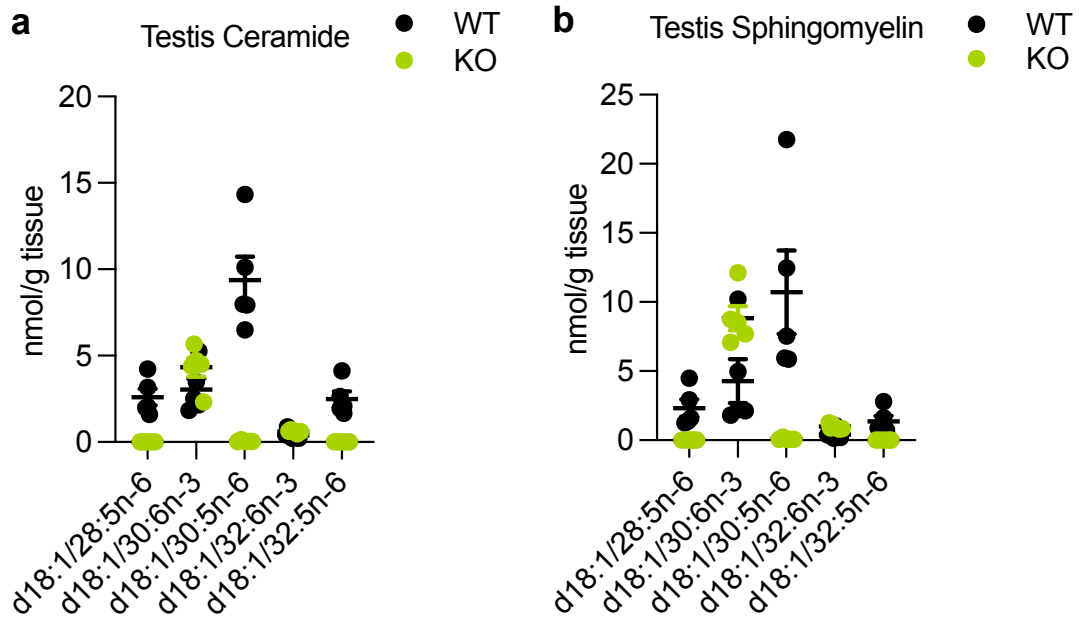 a
Testis Ceramide
WT
KO
20
15
10
5
0
nmol/g tissue
d18:1/28:5n-6
d18:1/30:6n-3
d18:1/30:5n-6
d18:1/32:6n-3
d18:1/32:5n-6
b
Testis Sphingomyelin
WT
KO
25
20
15
10
5
0
nmol/g tissue
d18:1/28:5n-6
d18:1/30:6n-3
d18:1/30:5n-6
d18:1/32:6n-3
d18:1/32:5n-6